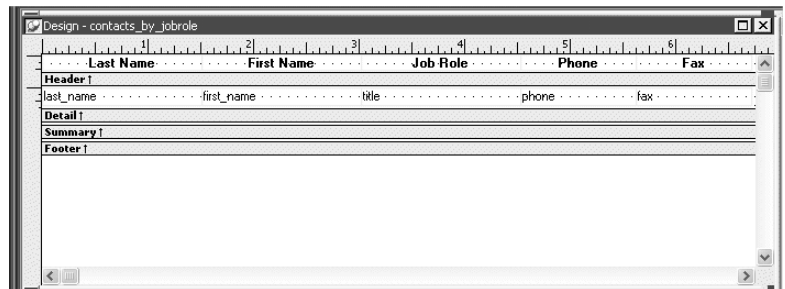 Design - contacts_by_jobrole
1 2 3 4 5 6
Last Name First Name Job Role Phone Fax
Header ↑
last_name first_name title phone fax
Detail ↑
Summary ↑
Footer ↑